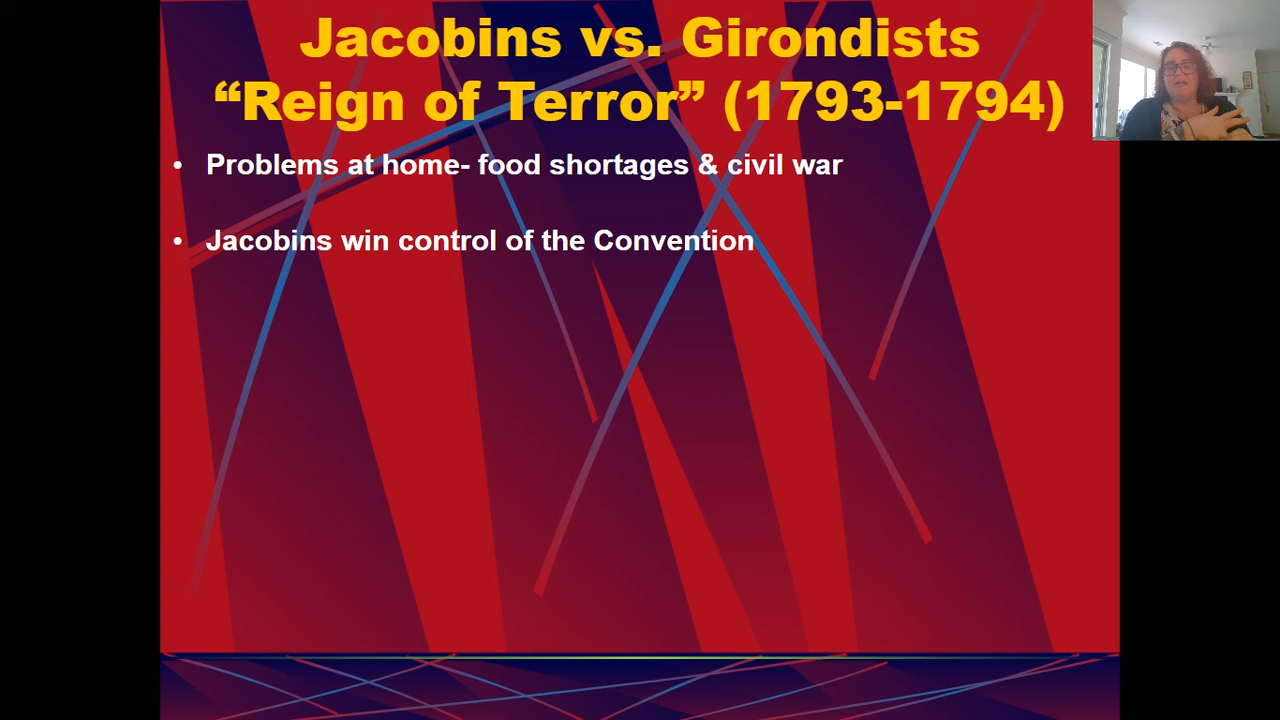 Jacobins vs. Girondists
“Reign of Terror” (1793-1794)
• Problems at home- food shortages & civil war
• Jacobins win control of the Convention